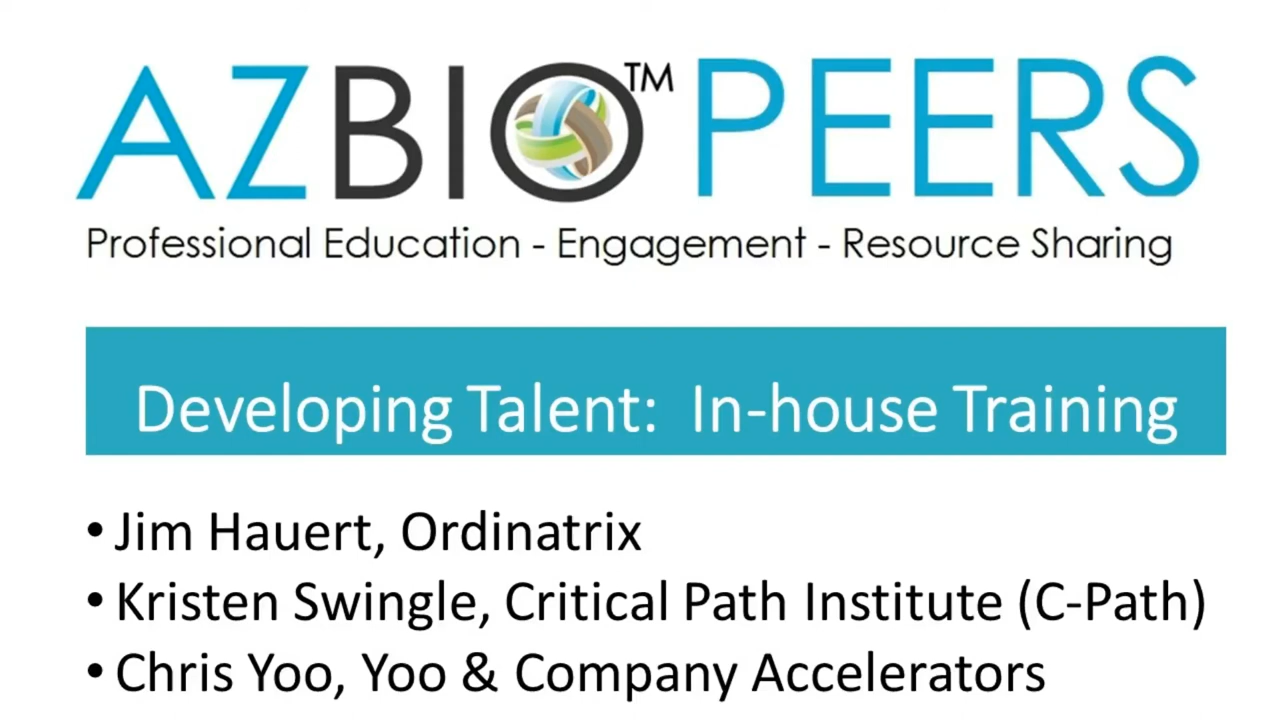 AZBIO™ PEERS
Professional Education - Engagement - Resource Sharing
Developing Talent: In-house Training
• Jim Hauert, Ordinatrix
• Kristen Swingle, Critical Path Institute (C-Path)
• Chris Yoo, Yoo & Company Accelerators